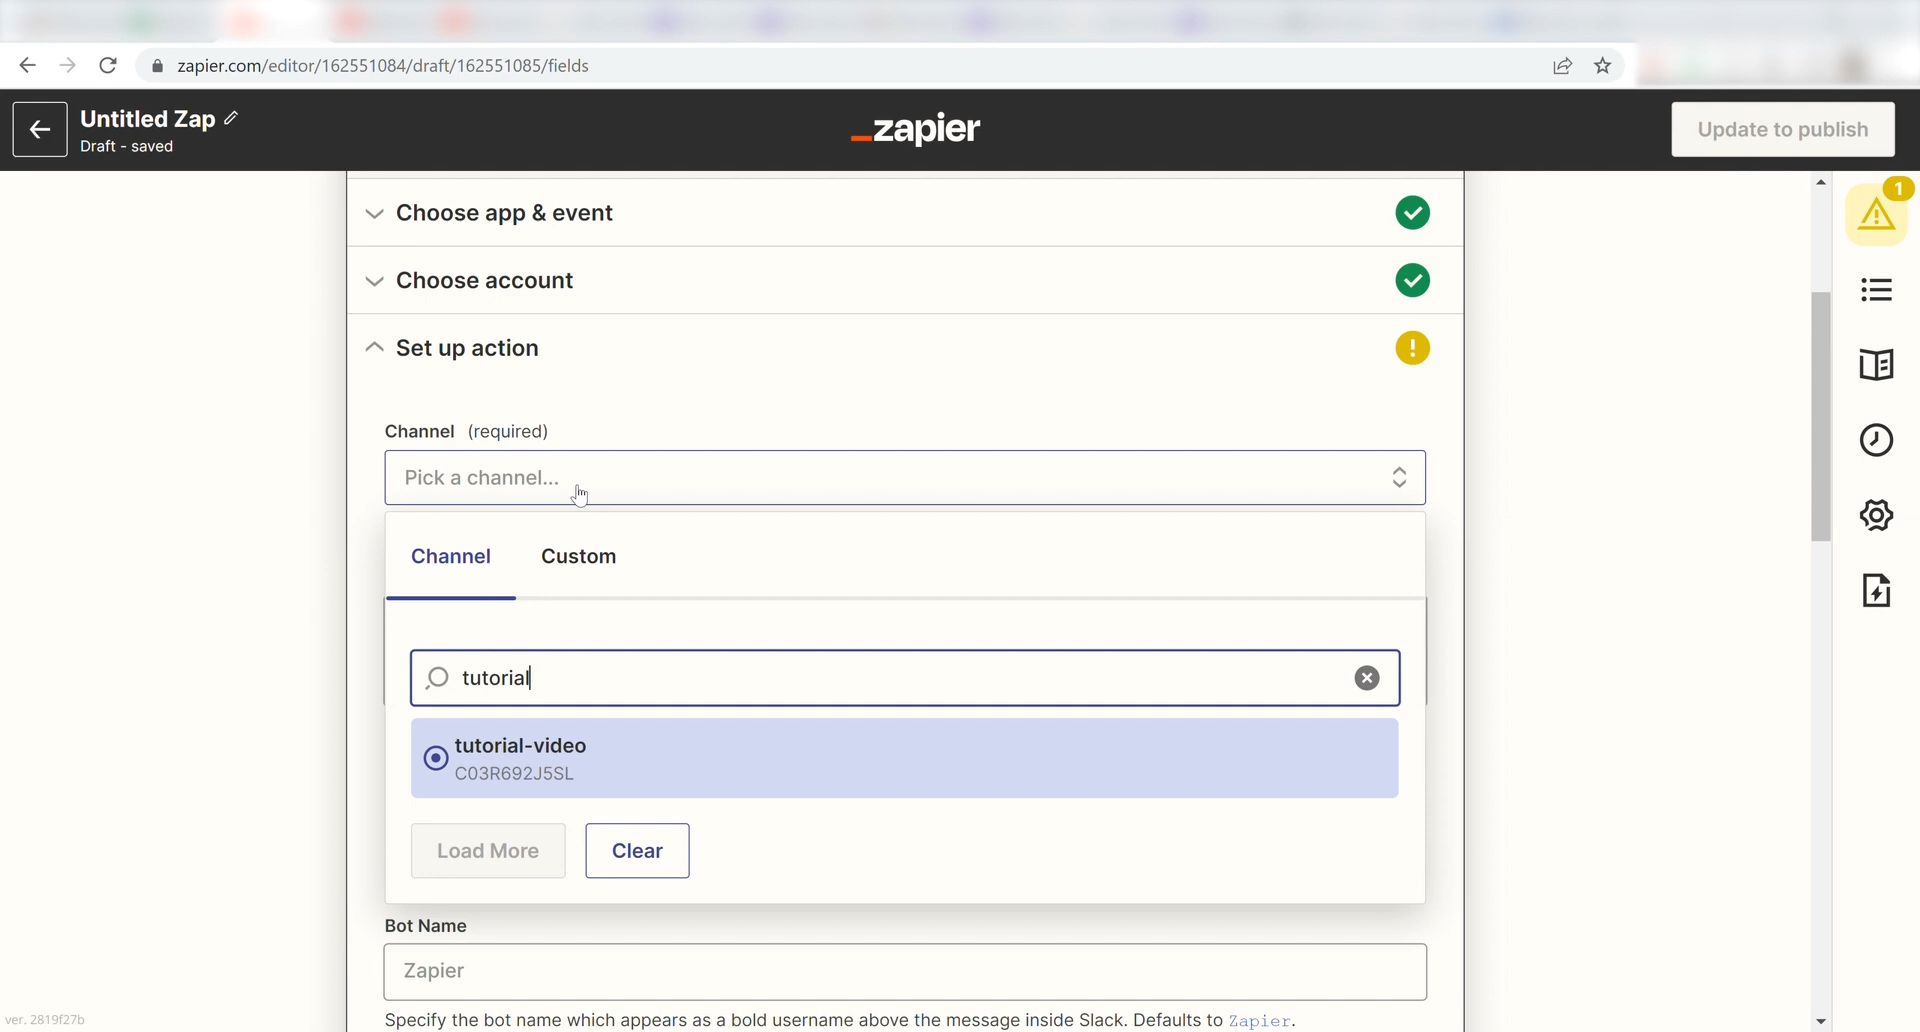 zapier.com/editor/162551084/draft/162551085/fields
Untitled Zap
Draft - saved
_zapier
Update to publish
1
Choose app & event
Choose account
Set up action
Channel (required)
Pick a channel...
Channel Custom
tutorial
tutorial-video
C03R692J5SL
Load More Clear
Bot Name
Zapier
Specify the bot name which appears as a bold username above the message inside Slack. Defaults to Zapier.
ver. 2819f27b